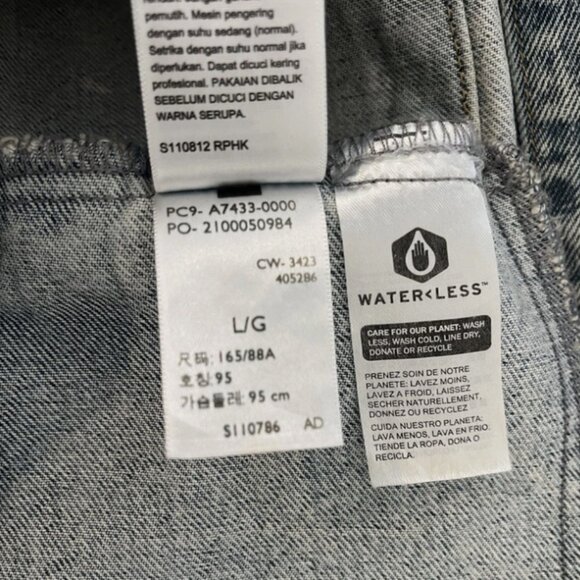 pemutih. Mesin pengering
dengan suhu sedang (normal).
Setrika dengan suhu normal jika
diperlukan. Dapat dicuci kering
profesional. PAKAIAN DIBALIK
SEBELUM DICUCI DENGAN
WARNA SERUPA.
S110812 RPHK
PC9- A7433-0000
PO- 2100050984
CW- 3423
405286
L/G
尺码: 165/88A
호칭: 95
가슴둘레: 95 cm
S110786 AD
WATER<LESS™
CARE FOR OUR PLANET: WASH
LESS, WASH COLD, LINE DRY,
DONATE OR RECYCLE
PRENEZ SOIN DE NOTRE
PLANETE: LAVEZ MOINS,
LAVEZ A FROID, LAISSEZ
SECHER NATURELLEMENT,
DONNEZ OU RECYCLEZ
CUIDA NUESTRO PLANETA:
LAVA MENOS, LAVA EN FRIO.
TIENDE LA ROPA, DONA O
RECICLA.